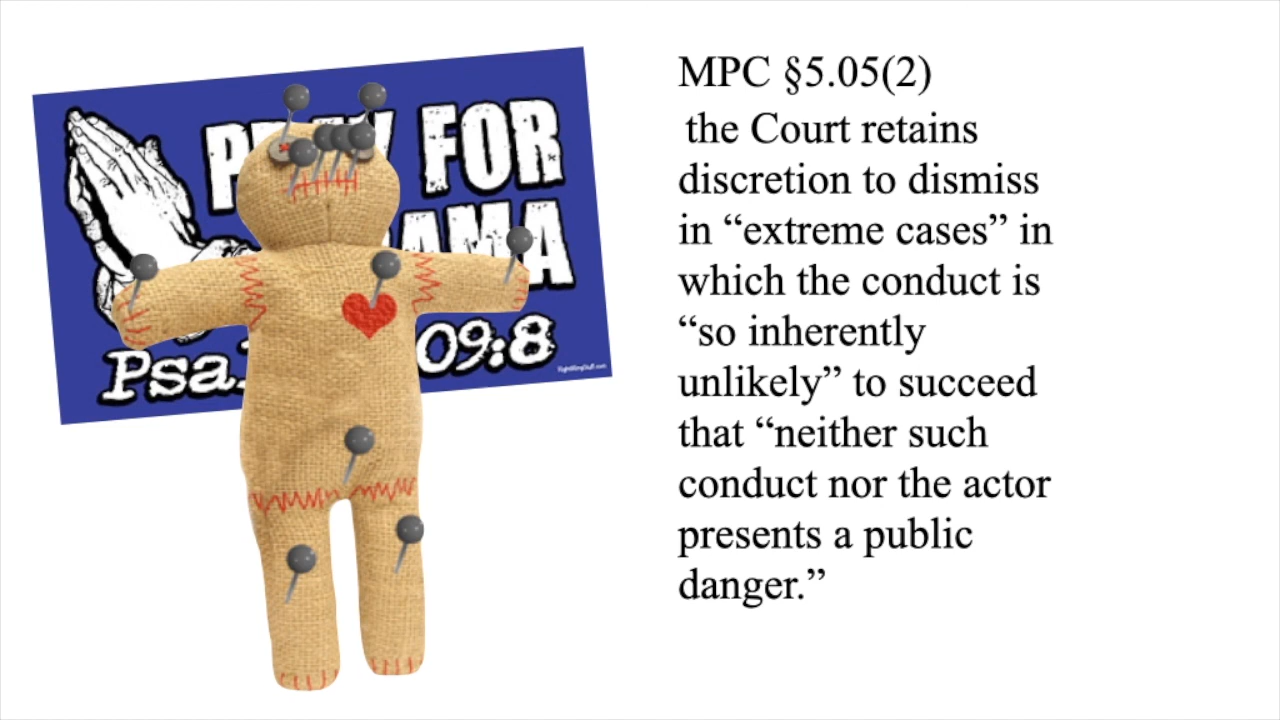 FOR
Psa
09:8
MPC §5.05(2)
the Court retains
discretion to dismiss
in “extreme cases” in
which the conduct is
“so inherently
unlikely” to succeed
that “neither such
conduct nor the actor
presents a public
danger.”